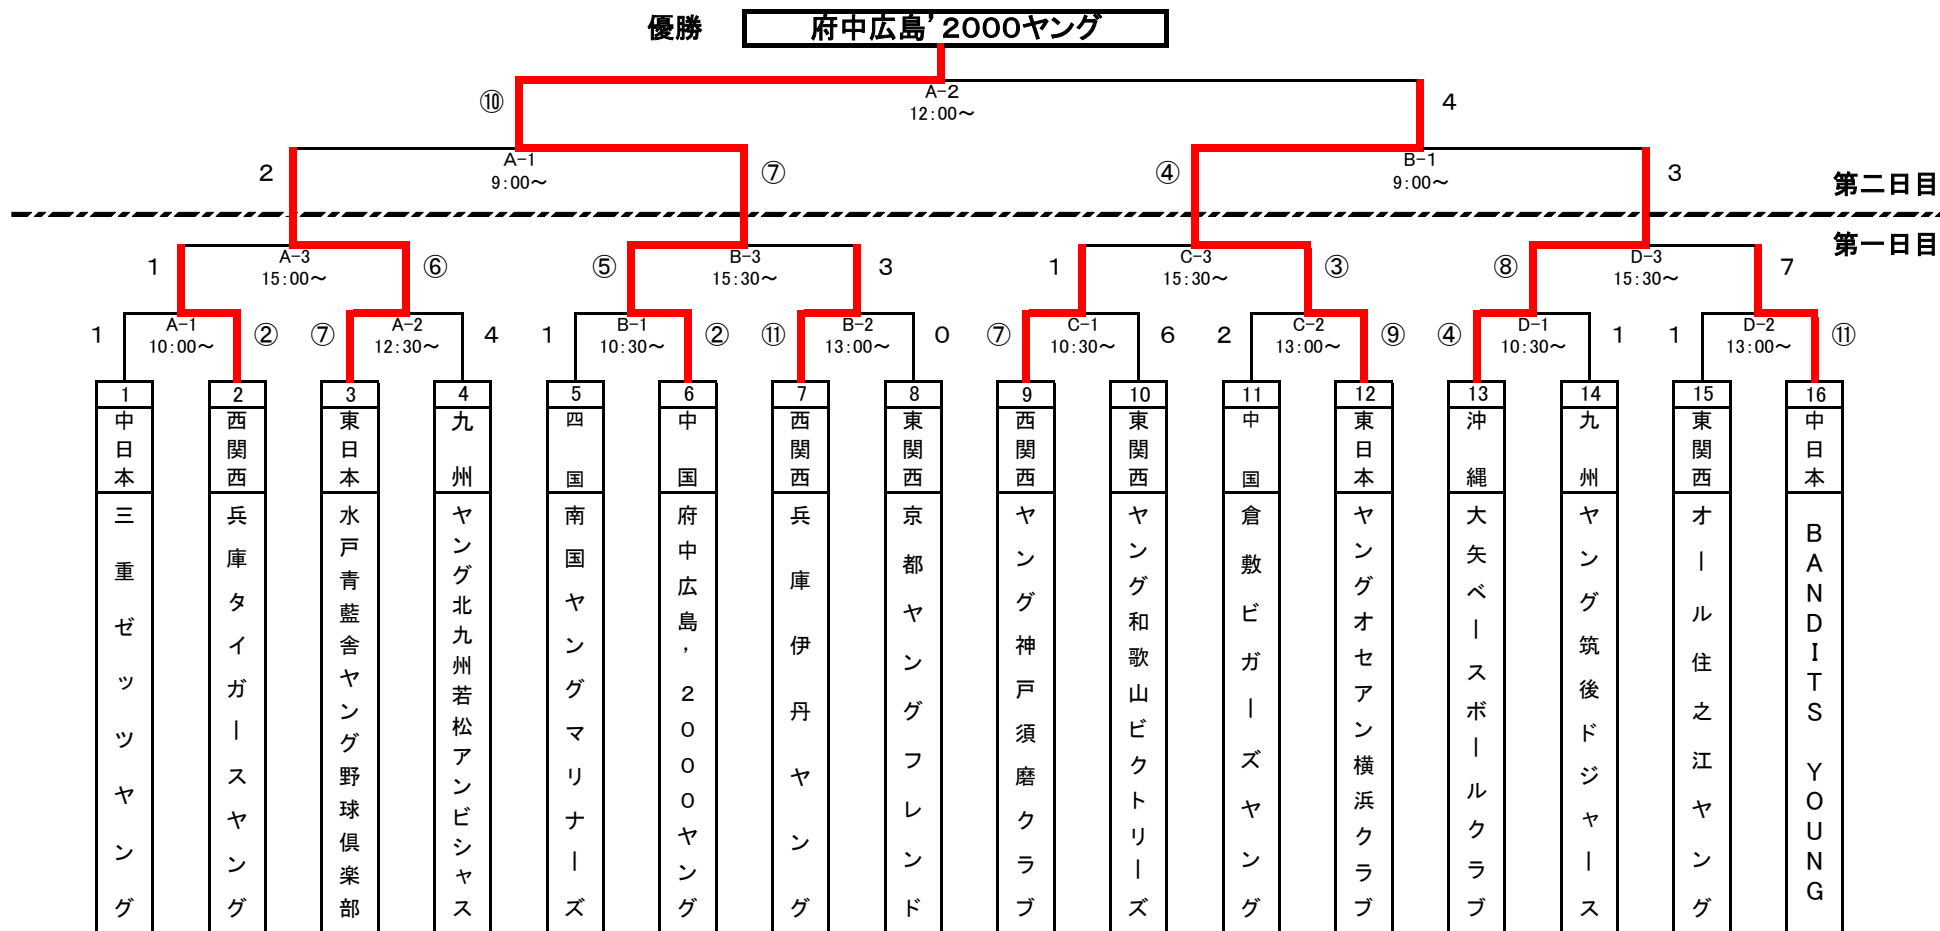 優勝 府中広島’2000ヤング
A-2
⑩ 12:00～ 4
A-1 B-1
2 9:00～ ⑦ ④ 9:00～ 3
第二日目
第一日目
A-3 B-3 C-3 D-3
1 15:00～ ⑥ ⑤ 15:30～ 3 1 15:30～ ③ ⑧ 15:30～ 7
A-1 A-2 B-1 B-2 C-1 C-2 D-1 D-2
1 10:00～ ② ⑦ 12:30～ 4 1 10:30～ ② ⑪ 13:00～ 0 ⑦ 10:30～ 6 2 13:00～ ⑨ ④ 10:30～ 1 1 13:00～ ⑪
1 中日本 三重ゼッツヤング
2 西関西 兵庫タイガースヤング
3 東日本 水戸青藍舎ヤング野球倶楽部
4 九州 ヤング北九州若松アンビシャス
5 四国 南国ヤングマリナーズ
6 中国 府中広島，2000ヤング
7 西関西 兵庫伊丹ヤング
8 東関西 京都ヤングフレンド
9 西関西 ヤング神戸須磨クラブ
10 東関西 ヤング和歌山ビクトリーズ
11 中国 倉敷ビガーズヤング
12 東日本 ヤングオセアン横浜クラブ
13 沖縄 大矢ベースボールクラブ
14 九州 ヤング筑後ドジャース
15 東関西 オール住之江ヤング
16 中日本 BANDITS YOUNG